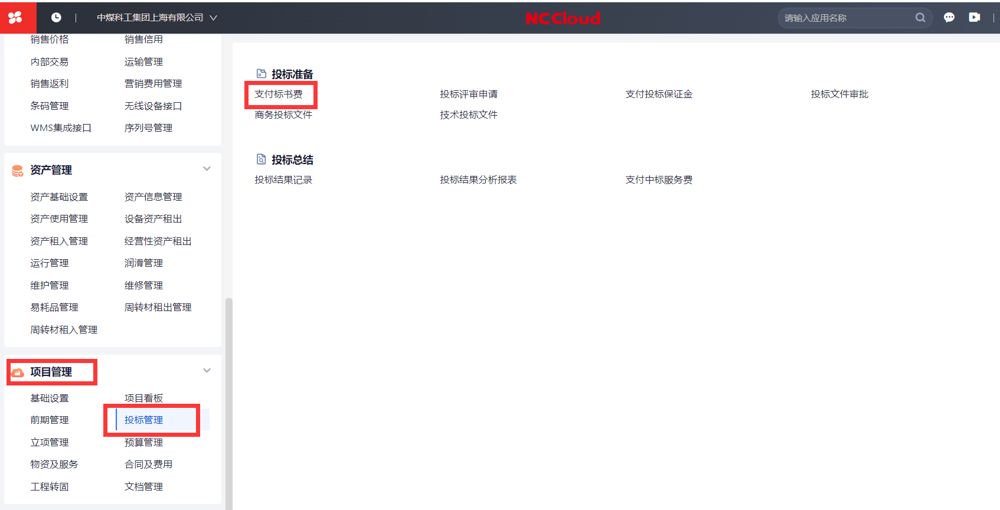 中煤科工集团上海有限公司
NCCloud
请输入应用名称
销售价格 销售信用
内部交易 运输管理
销售返利 营销费用管理
条码管理 无线设备接口
WMS集成接口 序列号管理
资产管理
资产基础设置 资产信息管理
资产使用管理 设备资产租出
资产租入管理 经营性资产租出
运行管理 润滑管理
维护管理 维修管理
易耗品管理 周转材租出管理
周转材租入管理
项目管理
基础设置 项目看板
前期管理 投标管理
立项管理 预算管理
物资及服务 合同及费用
工程转固 文档管理
投标准备
支付标书费 投标评审申请 支付投标保证金 投标文件审批
商务投标文件 技术投标文件
投标总结
投标结果记录 投标结果分析报表 支付中标服务费